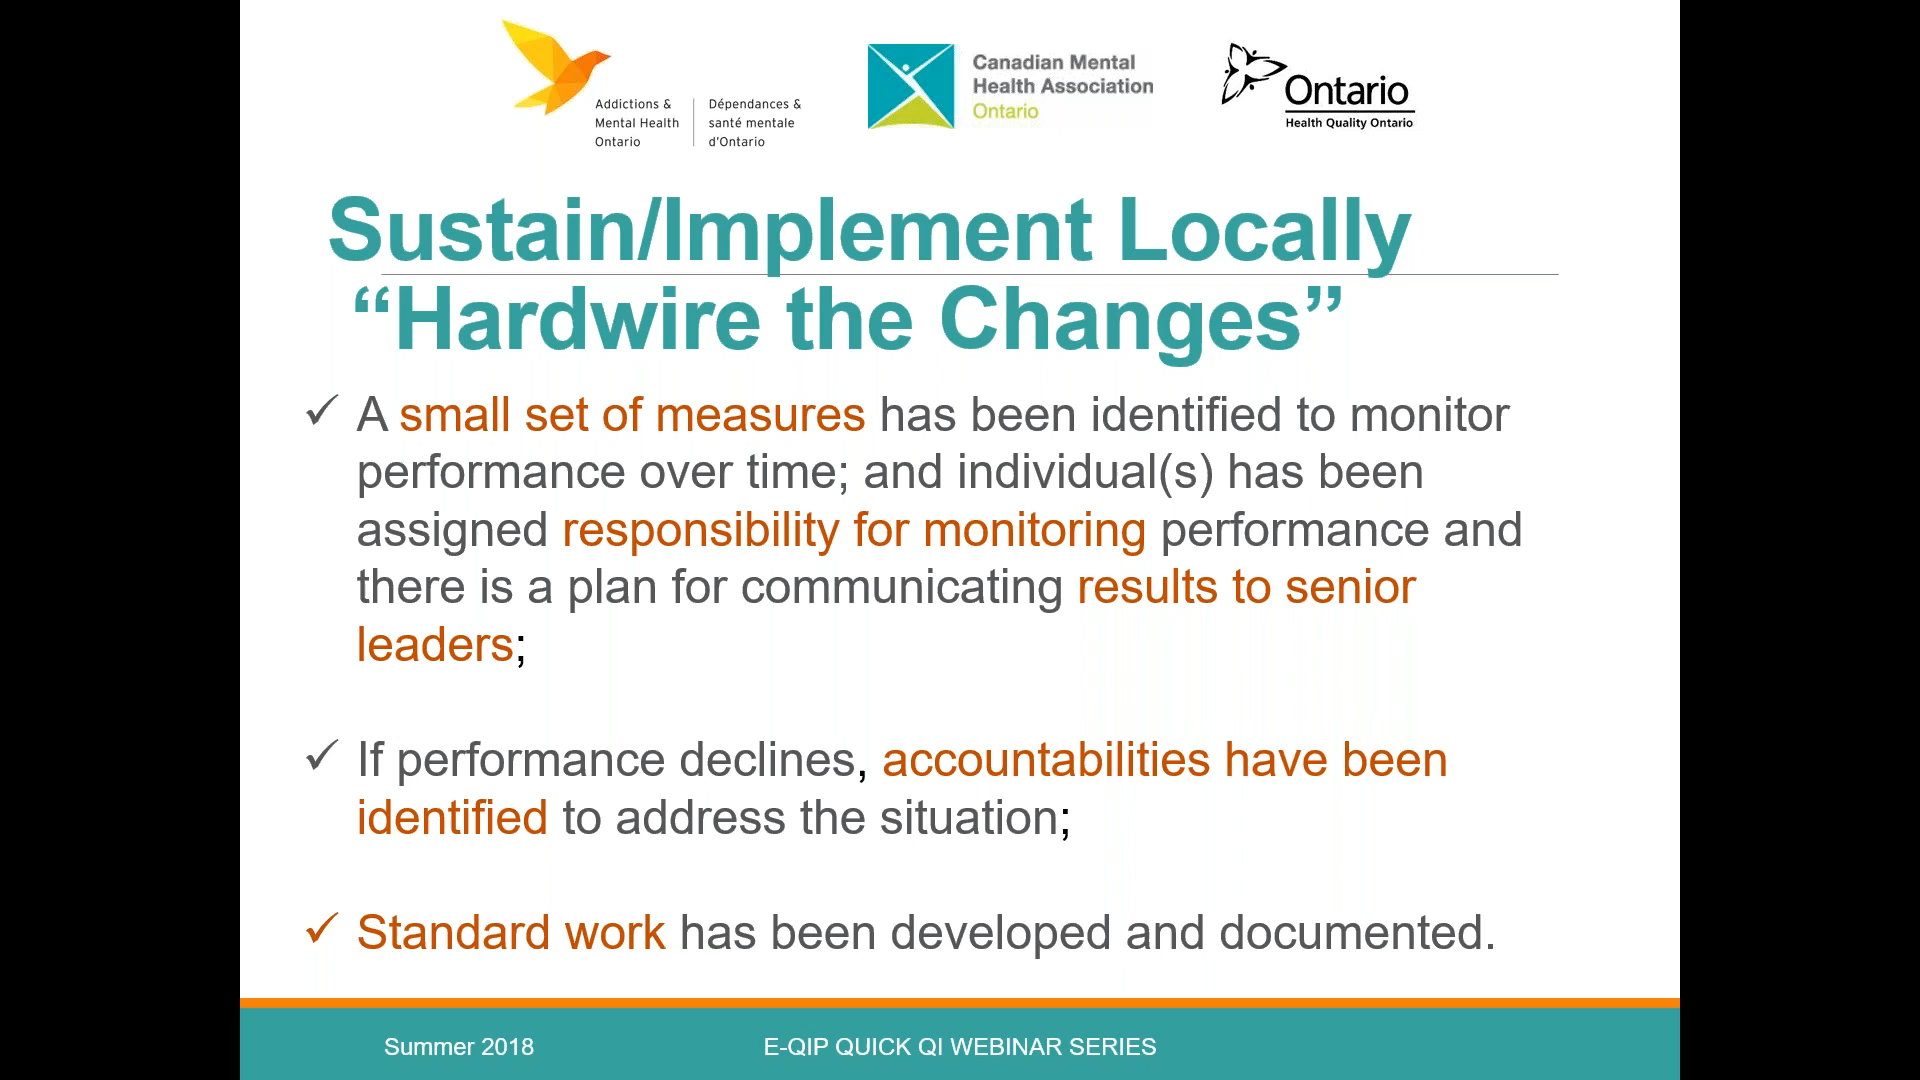 Addictions &
Mental Health
Ontario
Dépendances &
santé mentale
d'Ontario
Canadian Mental
Health Association
Ontario
Ontario
Health Quality Ontario
Sustain/Implement Locally
“Hardwire the Changes”
✓ A small set of measures has been identified to monitor
performance over time; and individual(s) has been
assigned responsibility for monitoring performance and
there is a plan for communicating results to senior
leaders;
✓ If performance declines, accountabilities have been
identified to address the situation;
✓ Standard work has been developed and documented.
Summer 2018
E-QIP QUICK QI WEBINAR SERIES